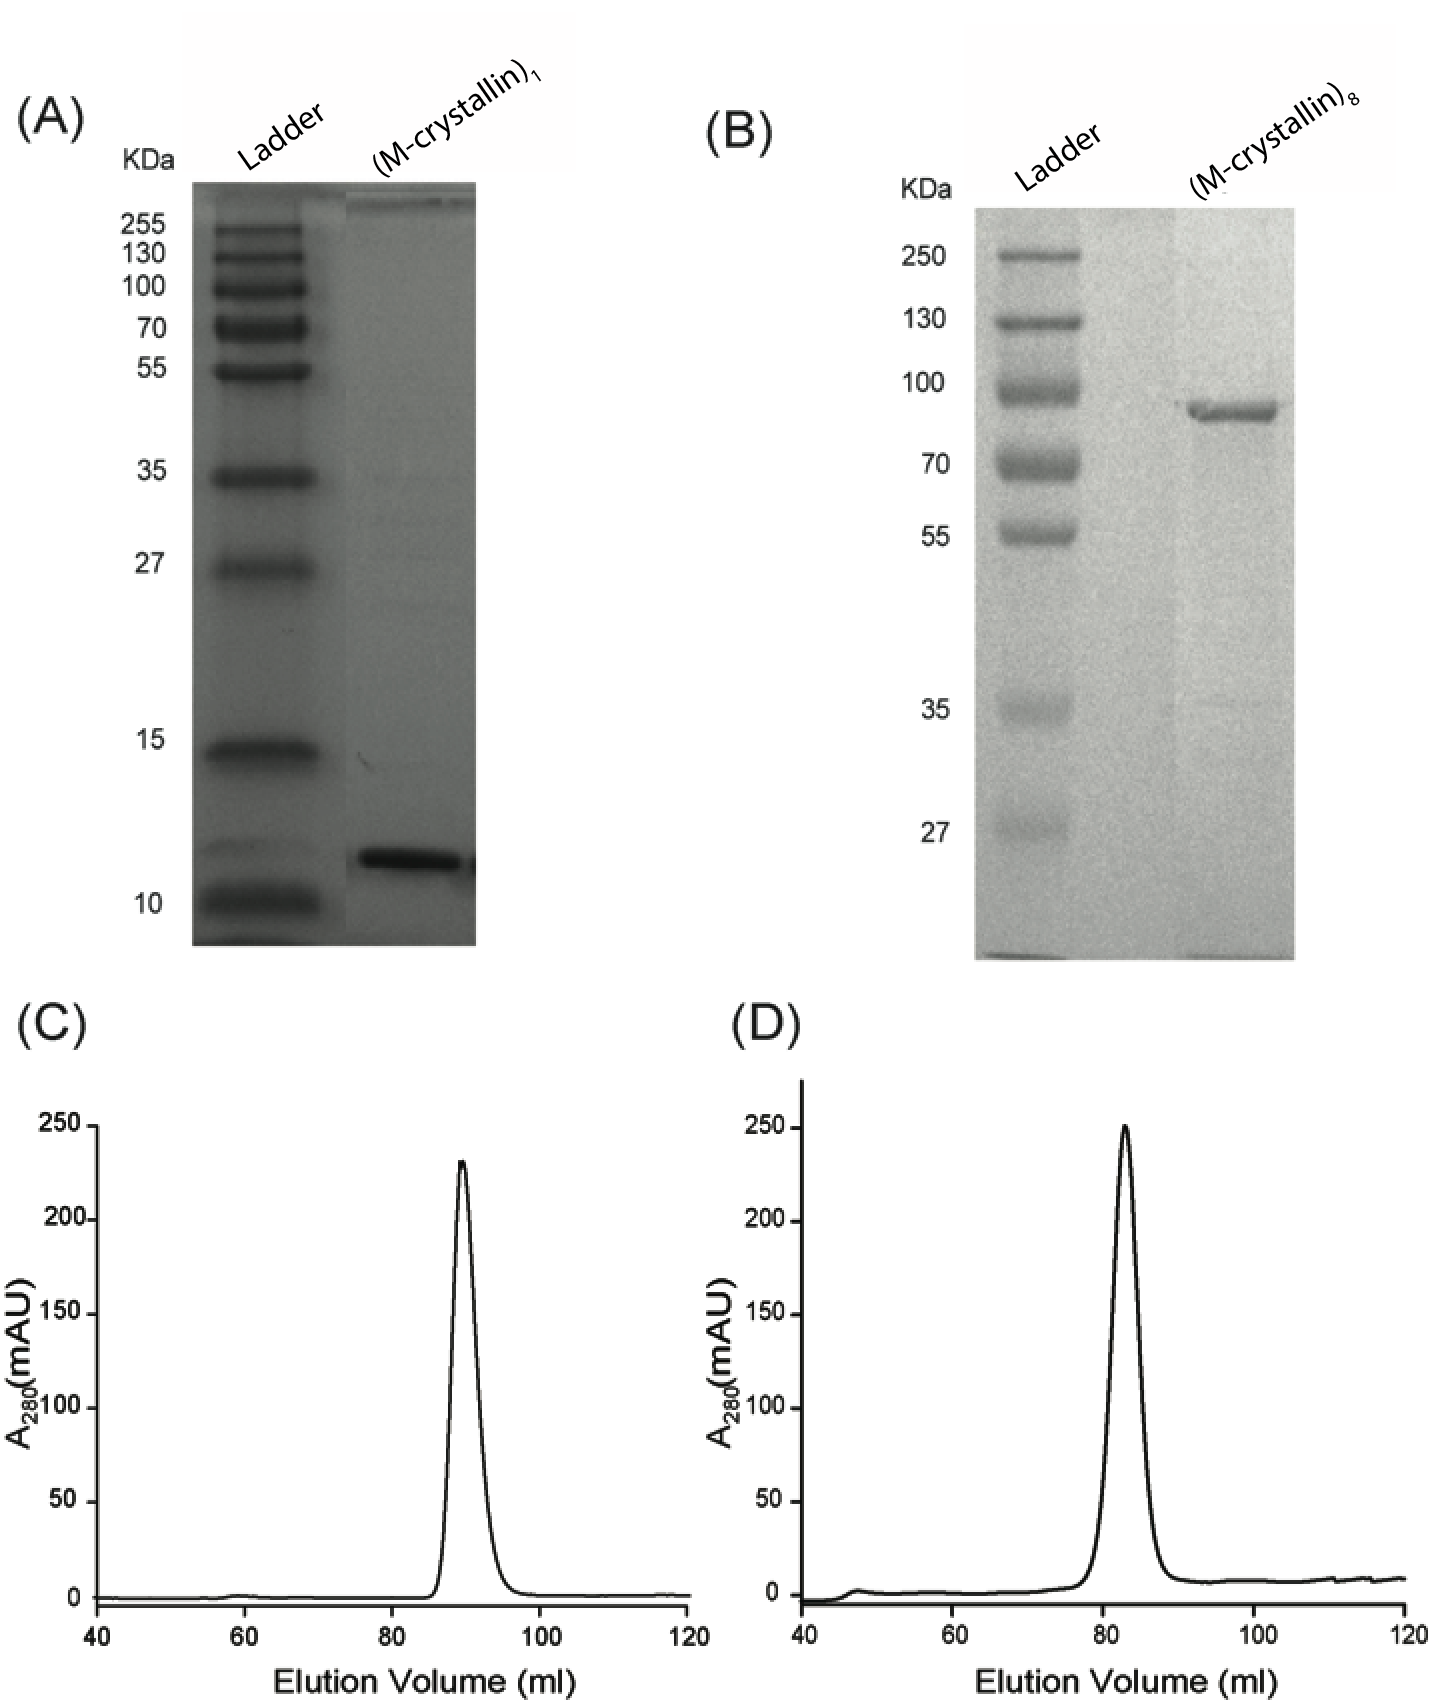 (A)
KDa
Ladder
(M-crystallin)₁
255
130
100
70
55
35
27
15
10
(B)
KDa
Ladder
(M-crystallin)₈
250
130
100
70
55
35
27
(C)
A₂₈₀(mAU)
250
200
150
100
50
0
40 60 80 100 120
Elution Volume (ml)
(D)
A₂₈₀(mAU)
250
200
150
100
50
0
40 60 80 100 120
Elution Volume (ml)